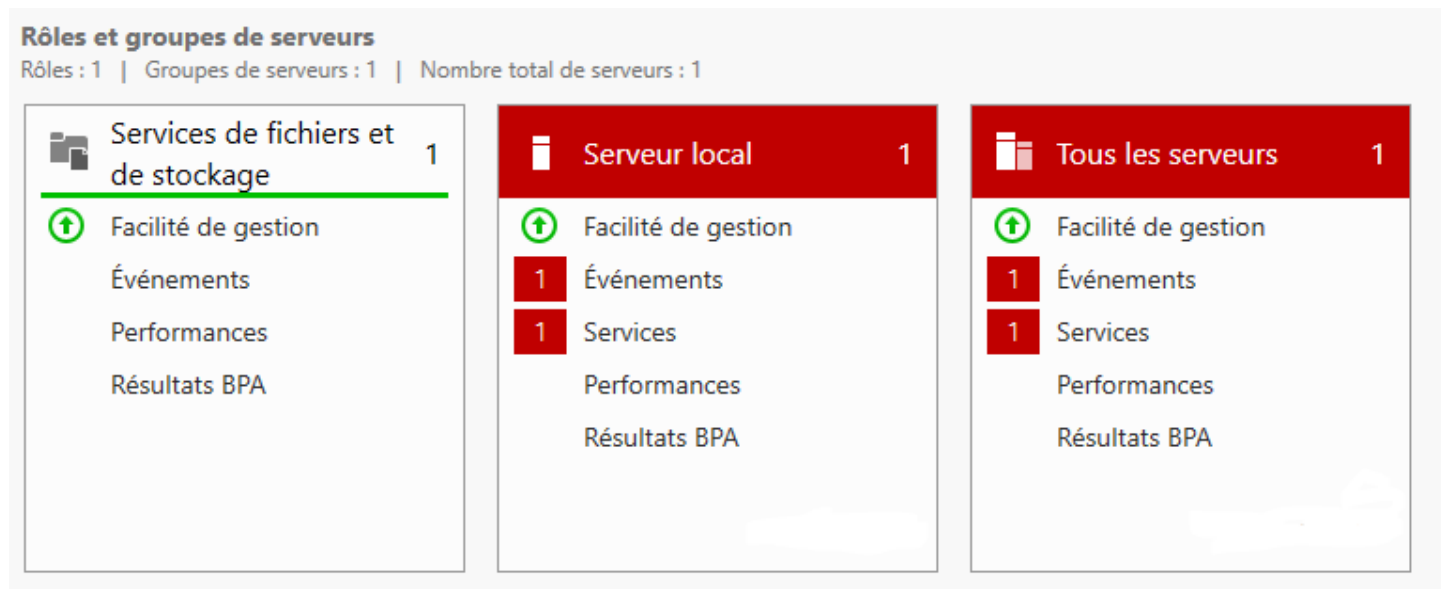 Rôles et groupes de serveurs
Rôles : 1 | Groupes de serveurs : 1 | Nombre total de serveurs : 1
Services de fichiers et de stockage 1
Facilité de gestion
Événements
Performances
Résultats BPA
Serveur local 1
Facilité de gestion
1 Événements
1 Services
Performances
Résultats BPA
Tous les serveurs 1
Facilité de gestion
1 Événements
1 Services
Performances
Résultats BPA